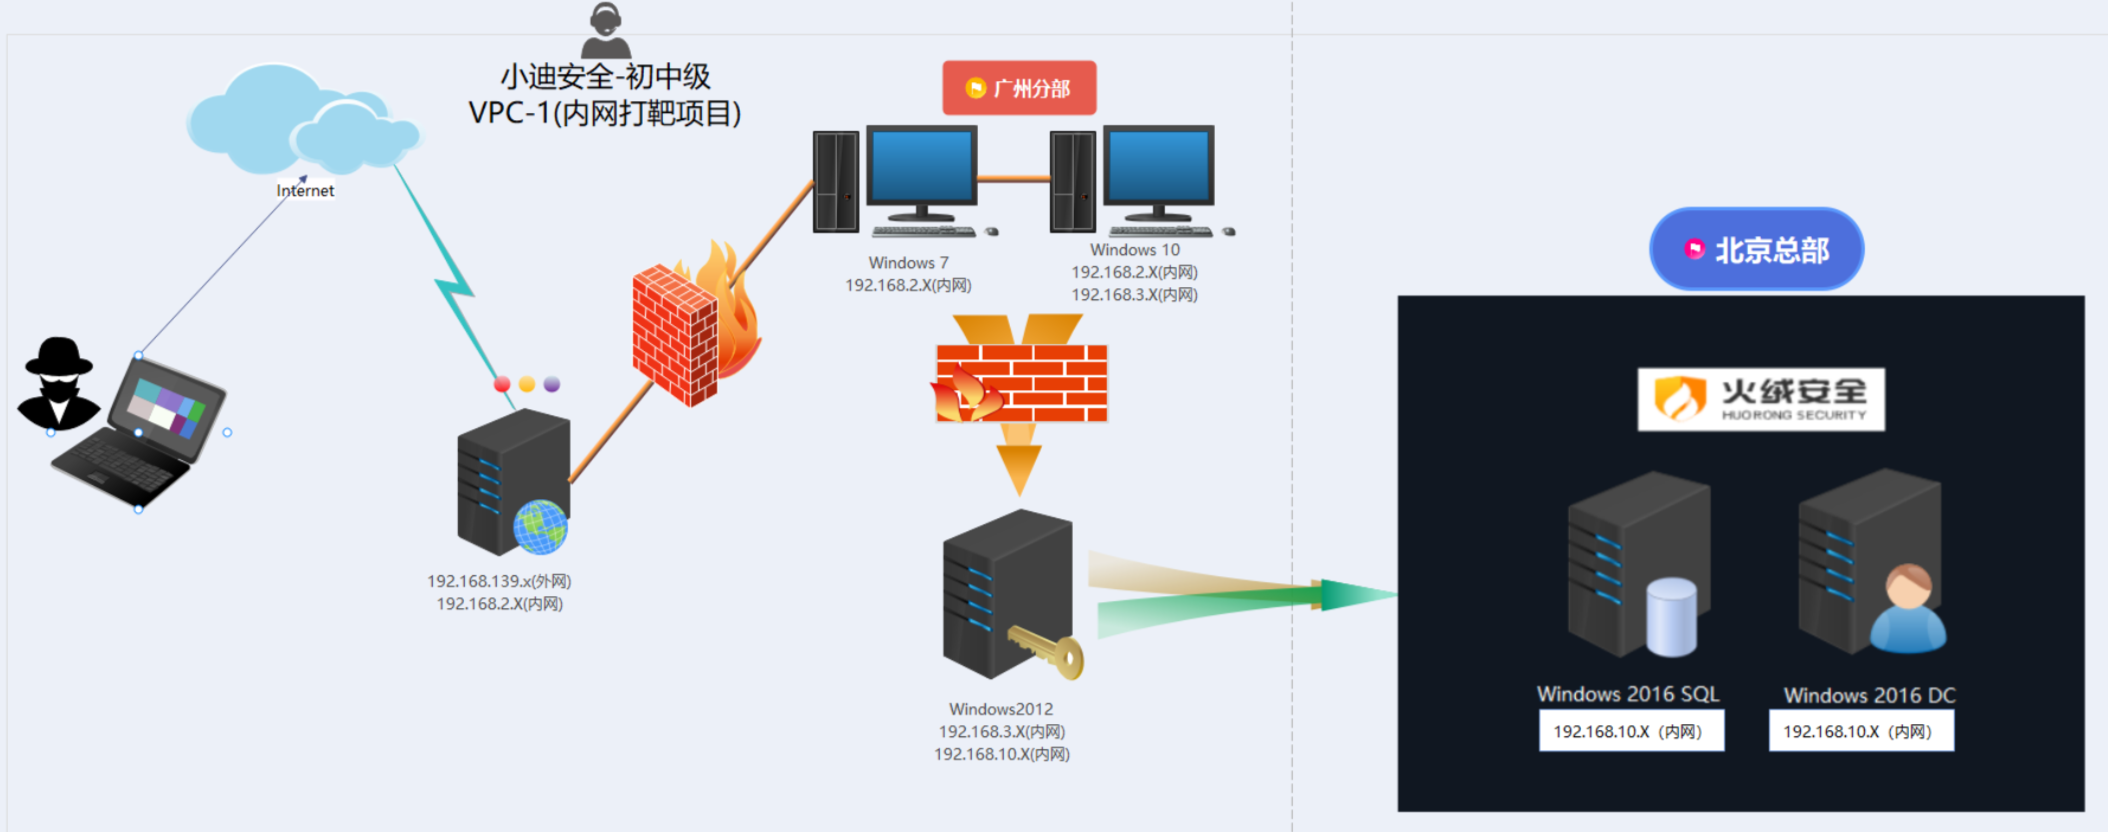 小迪安全-初中级
VPC-1(内网打靶项目)
Internet
192.168.139.x(外网)
192.168.2.X(内网)
广州分部
Windows 7
192.168.2.X(内网)
Windows 10
192.168.2.X(内网)
192.168.3.X(内网)
Windows2012
192.168.3.X(内网)
192.168.10.X(内网)
北京总部
火绒安全
HUORONG SECURITY
Windows 2016 SQL
192.168.10.X（内网）
Windows 2016 DC
192.168.10.X（内网）